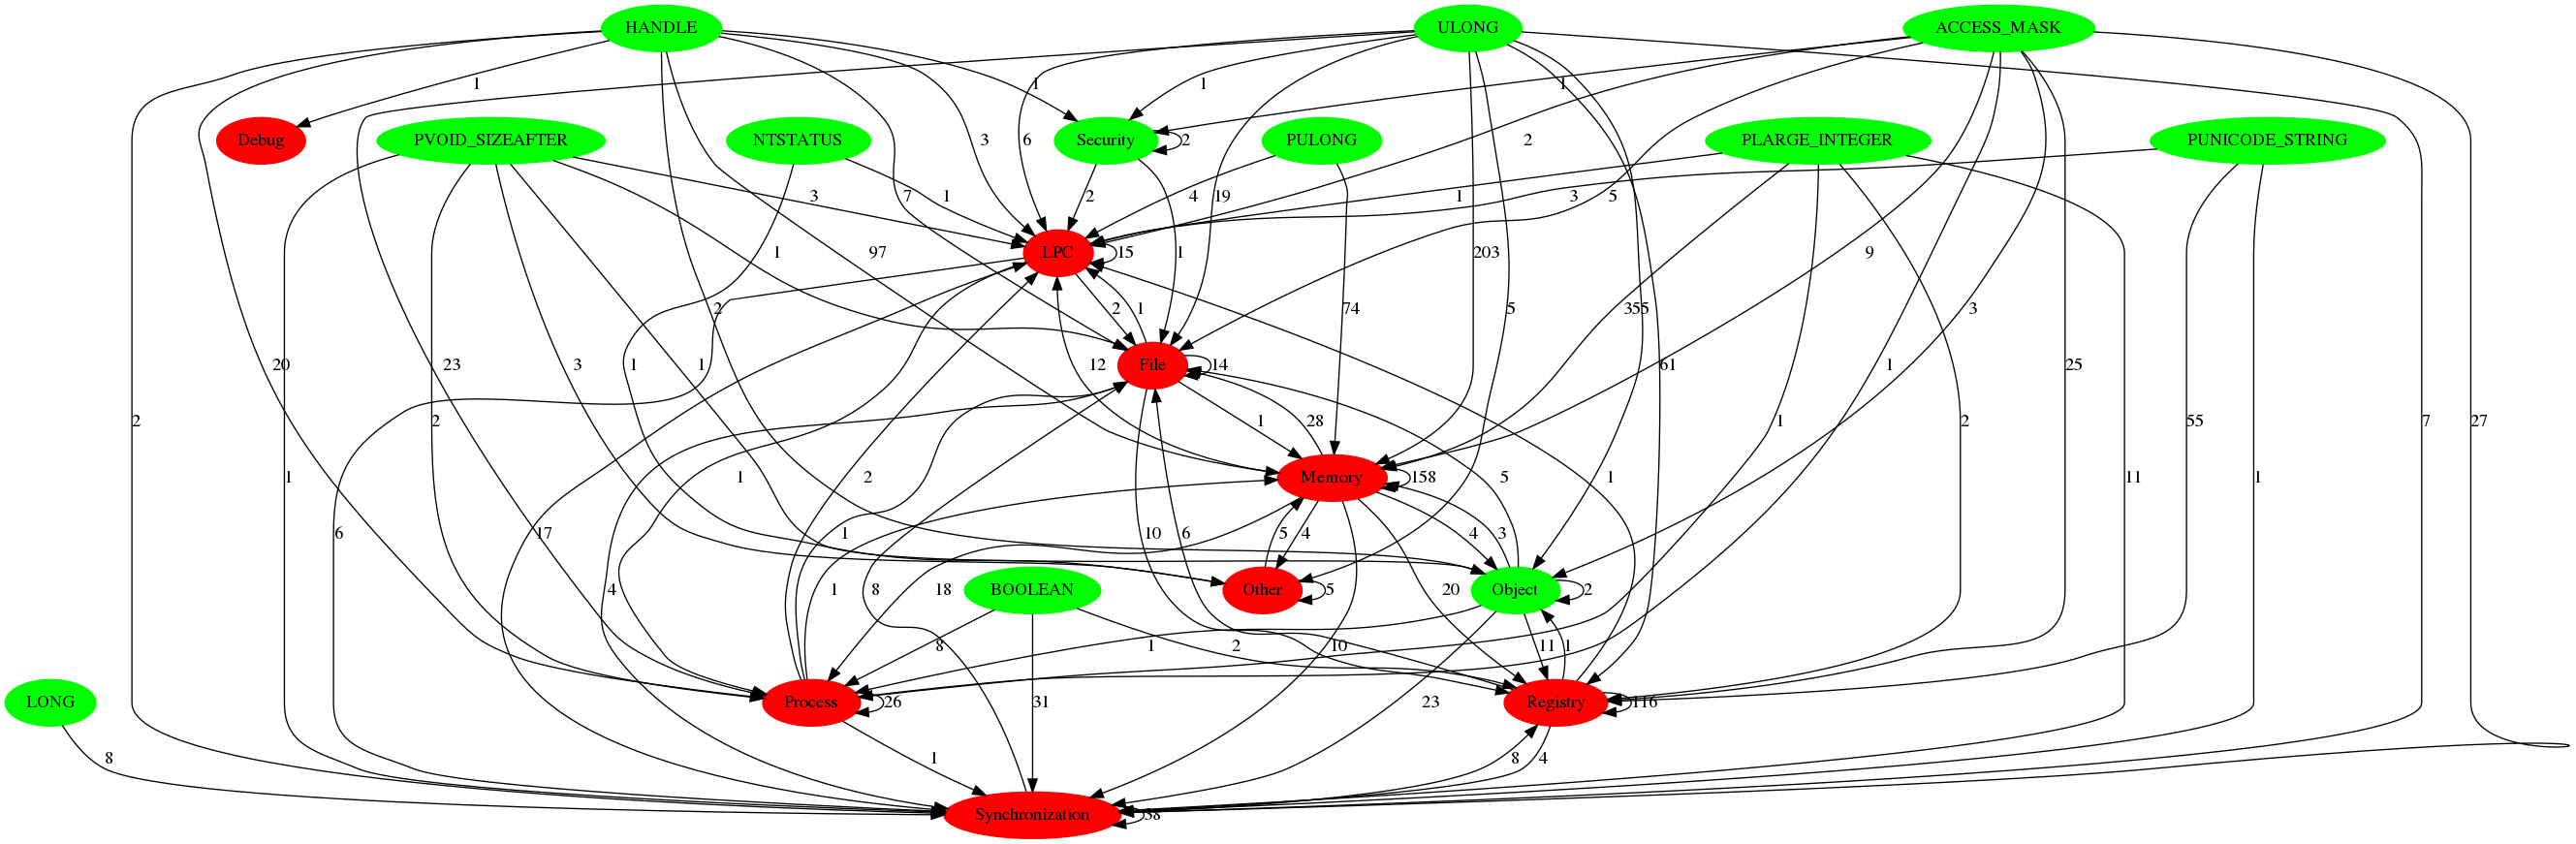 HANDLE ULONG ACCESS_MASK
1 1 1 1
Debug PVOID_SIZEAFTER NTSTATUS Security 2 PULONG PLARGE_INTEGER PUNICODE_STRING
3 6 2
3 1 2 4 7 19 1 3 5
LPC 15 1 97 1 203 9
2 2 1 74 355 5 3
20 23 1 3 1 12 File 14 61 1 25
2 1 2 1 28 1 2 55 7 27
1 1 2 Memory 158 5 1 11 1
6 17 1 18 10 6 5 4 4 3
4 1 8 BOOLEAN Other 5 20 Object 2
8 2 10 1 11 1
LONG Process 26 31 23 Registry 116
8 1 8 4
Synchronization 38